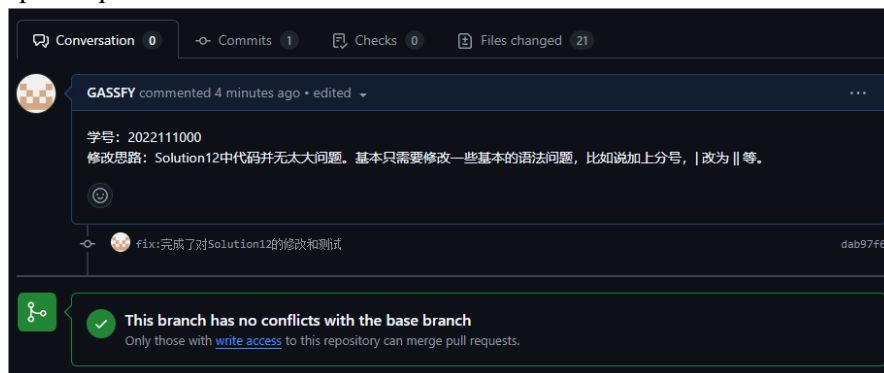 Conversation 0 Commits 1 Checks 0 Files changed 21
GASSFY commented 4 minutes ago • edited
学号：2022111000
修改思路：Solution12中代码并无太大问题。基本只需要修改一些基本的语法问题，比如说加上分号，| 改为 || 等。
fix:完成了对Solution12的修改和测试 dab97f6
This branch has no conflicts with the base branch
Only those with write access to this repository can merge pull requests.